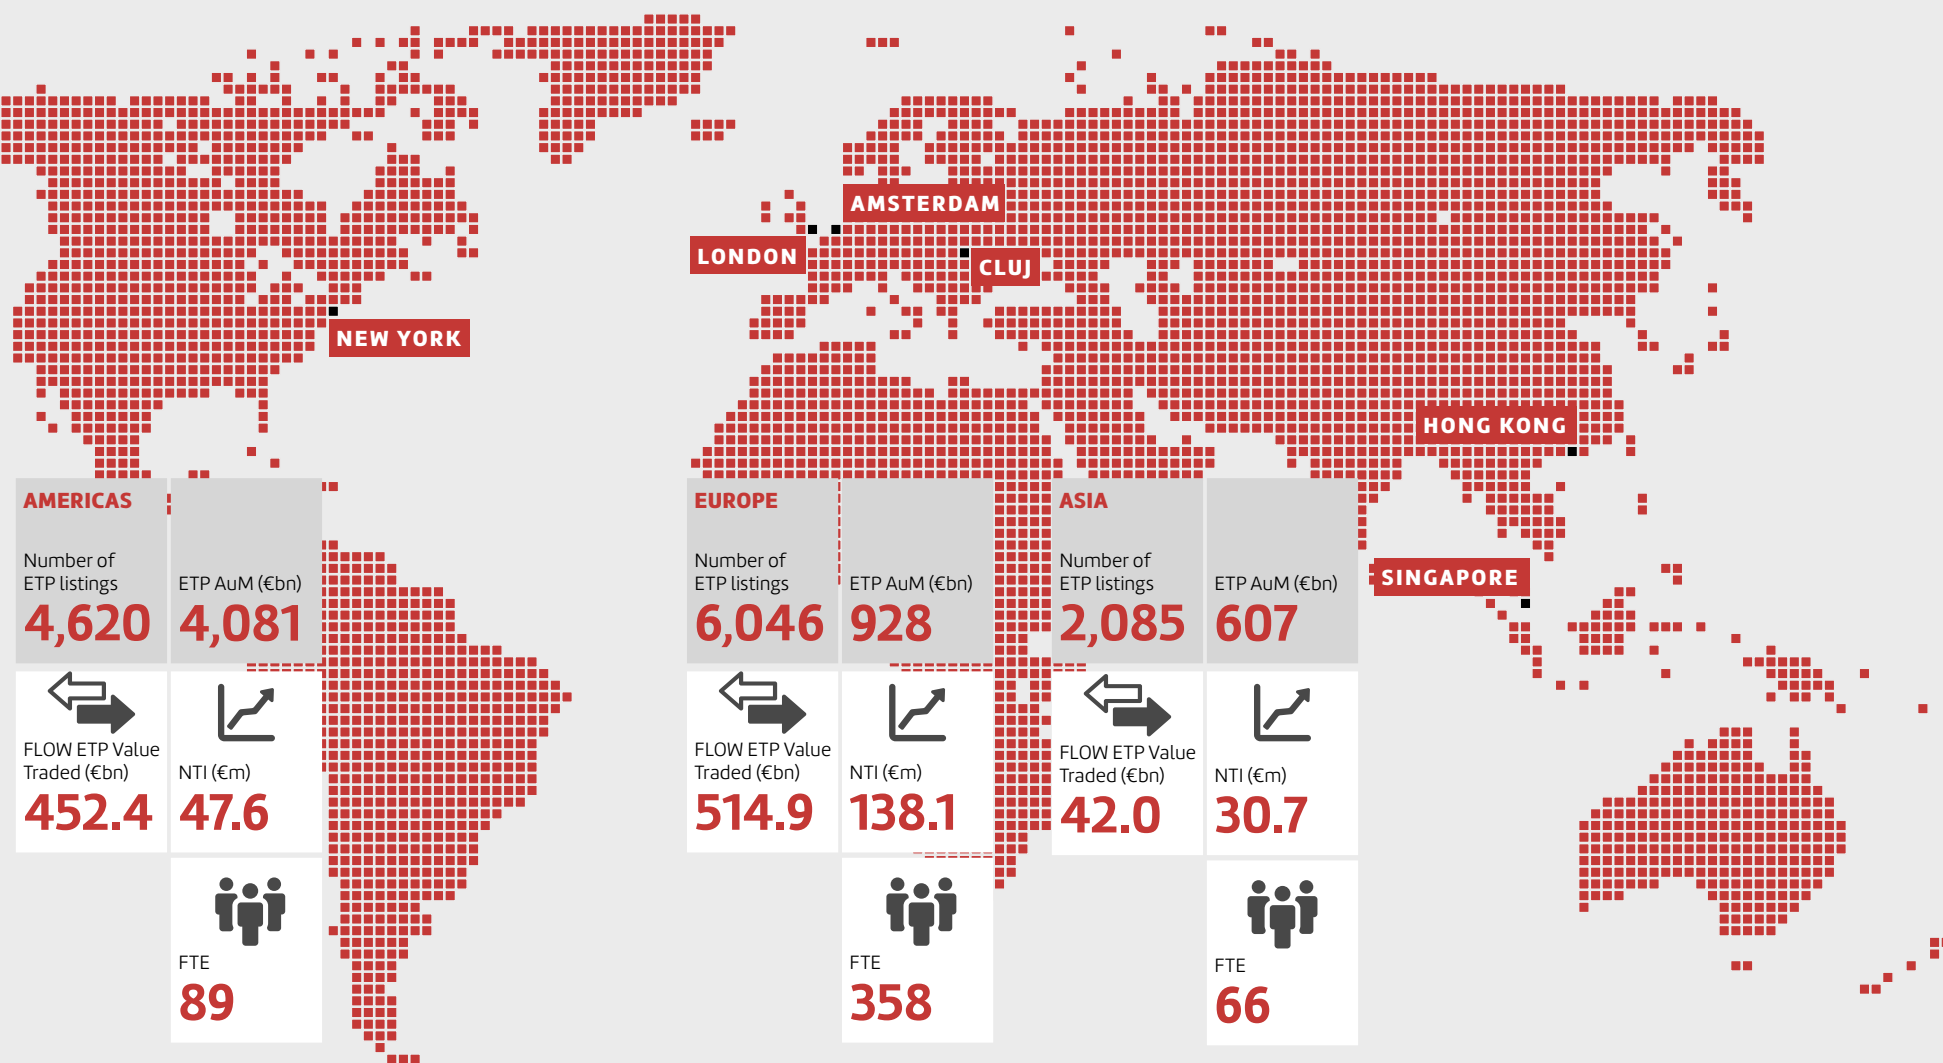 AMSTERDAM
LONDON
CLUJ
NEW YORK
HONG KONG
SINGAPORE
AMERICAS
Number of
ETP listings
4,620
ETP AuM (€bn)
4,081
FLOW ETP Value
Traded (€bn)
452.4
NTI (€m)
47.6
FTE
89
EUROPE
Number of
ETP listings
6,046
ETP AuM (€bn)
928
FLOW ETP Value
Traded (€bn)
514.9
NTI (€m)
138.1
FTE
358
ASIA
Number of
ETP listings
2,085
ETP AuM (€bn)
607
FLOW ETP Value
Traded (€bn)
42.0
NTI (€m)
30.7
FTE
66